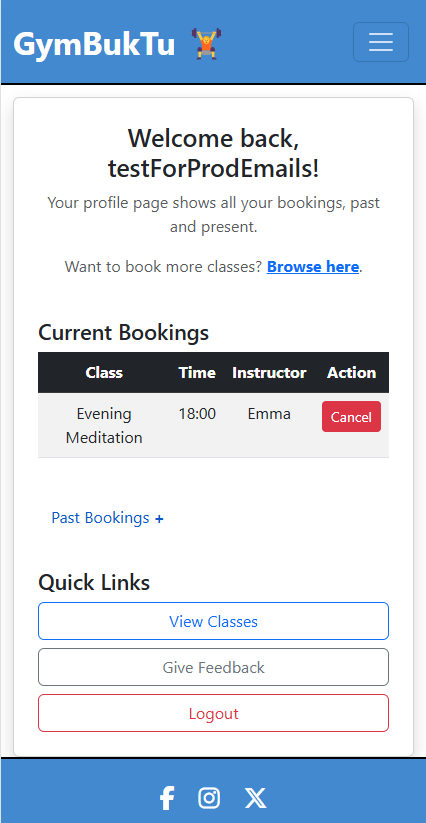 GymBukTu
Welcome back,
testForProdEmails!
Your profile page shows all your bookings, past
and present.
Want to book more classes? Browse here.
Current Bookings
Class Time Instructor Action
Evening 18:00 Emma Cancel
Meditation
Past Bookings +
Quick Links
View Classes
Give Feedback
Logout